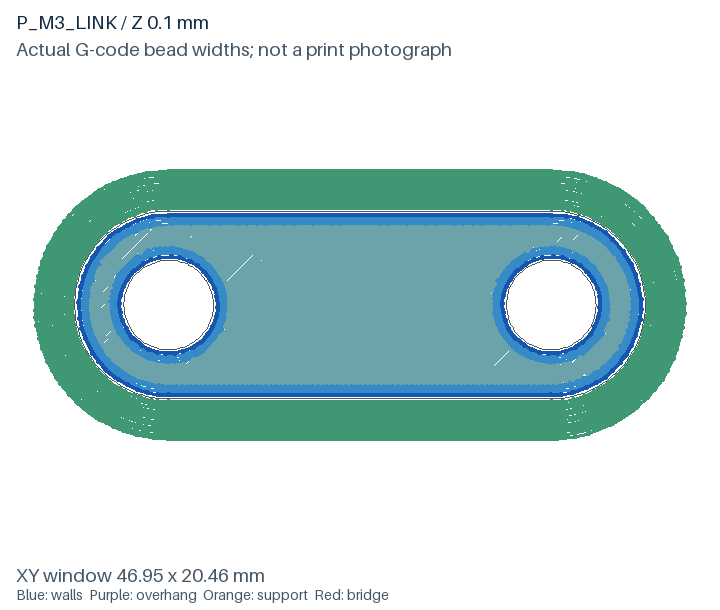 P_M3_LINK / Z 0.1 mm
Actual G-code bead widths; not a print photograph
XY window 46.95 x 20.46 mm
Blue: walls  Purple: overhang  Orange: support  Red: bridge